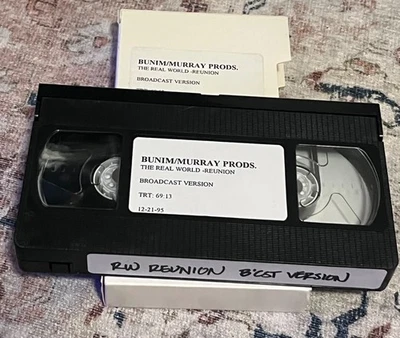 BUNIM/MURRAY PRODS.
THE REAL WORLD -REUNION
BROADCAST VERSION
BUNIM/MURRAY PRODS.
THE REAL WORLD -REUNION
BROADCAST VERSION
TRT: 69:13
12-21-95
RW REUNION B'CST VERSION